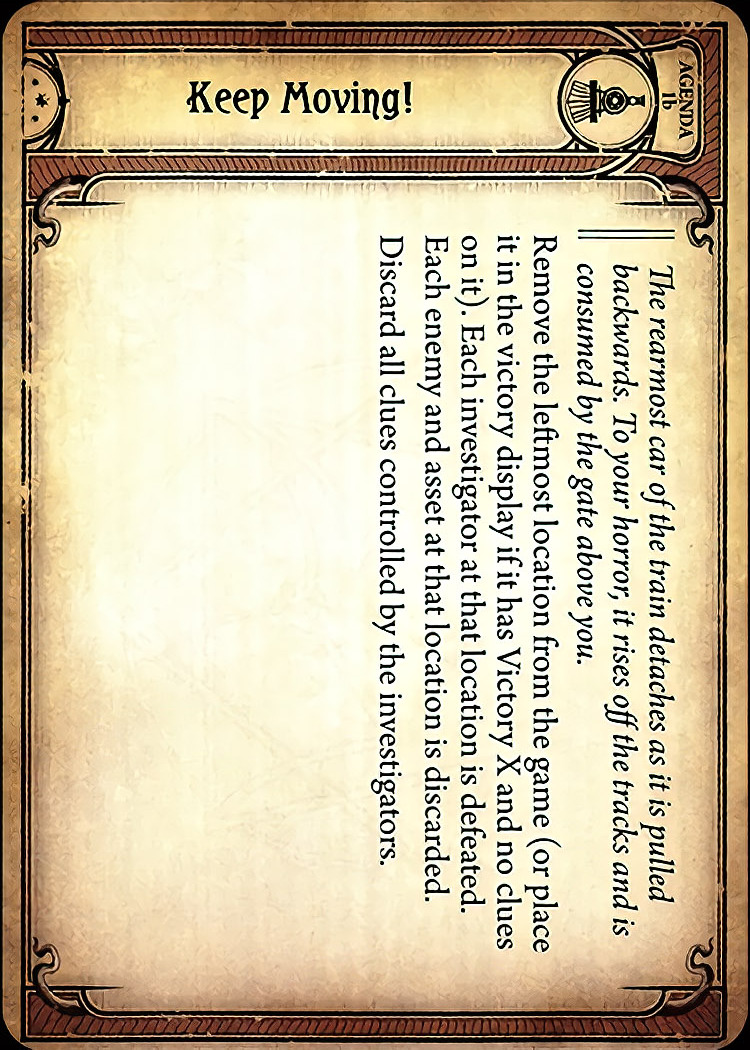 AGENDA
1b
Keep Moving!
The rearmost car of the train detaches as it is pulled
backwards. To your horror, it rises off the tracks and is
consumed by the gate above you.
Remove the leftmost location from the game (or place
it in the victory display if it has Victory X and no clues
on it). Each investigator at that location is defeated.
Each enemy and asset at that location is discarded.
Discard all clues controlled by the investigators.